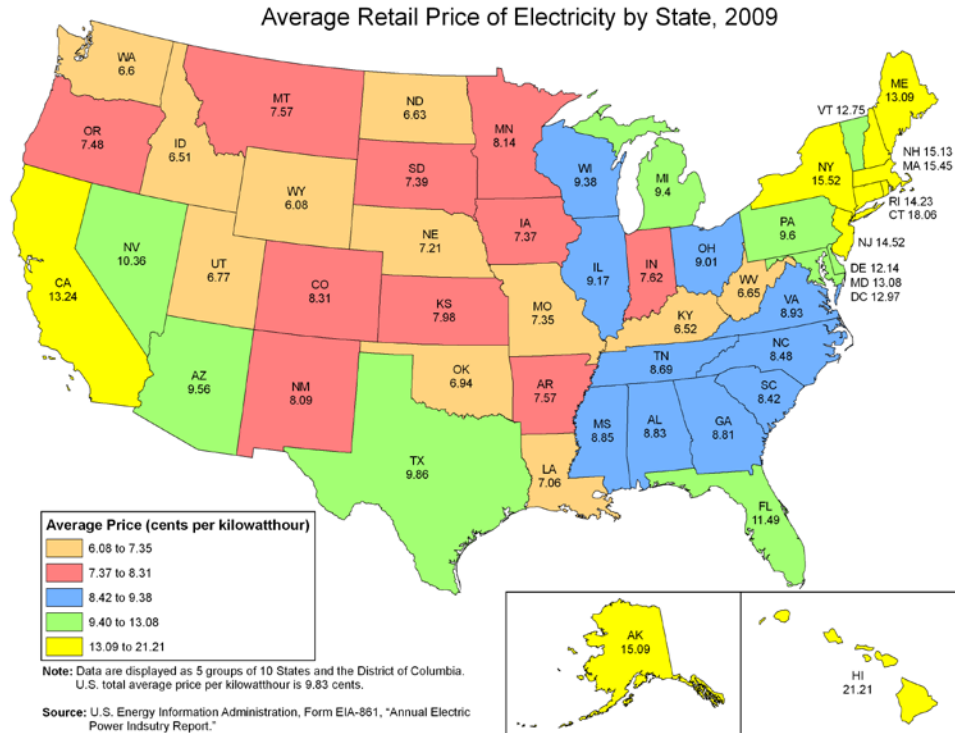 Average Retail Price of Electricity by State, 2009
WA
6.6
MT
7.57
ND
6.63
MN
8.14
VT 12.75
ME
13.09
OR
7.48
ID
6.51
SD
7.39
WI
9.38
MI
9.4
NY
15.52
NH 15.13
MA 15.45
RI 14.23
CT 18.06
WY
6.08
IA
7.37
NE
7.21
PA
9.6
NJ 14.52
NV
10.36
UT
6.77
CO
8.31
IL
9.17
IN
7.62
OH
9.01
DE 12.14
MD 13.08
DC 12.97
CA
13.24
KS
7.98
MO
7.35
WV
6.65
KY
6.52
VA
8.93
NC
8.48
TN
8.69
AZ
9.56
NM
8.09
OK
6.94
AR
7.57
SC
8.42
MS
8.85
AL
8.83
GA
8.81
TX
9.86
LA
7.06
FL
11.49
Average Price (cents per kilowatthour)
6.08 to 7.35
7.37 to 8.31
8.42 to 9.38
9.40 to 13.08
13.09 to 21.21
AK
15.09
HI
21.21
Note: Data are displayed as 5 groups of 10 States and the District of Columbia.
U.S. total average price per kilowatthour is 9.83 cents.
Source: U.S. Energy Information Administration, Form EIA-861, "Annual Electric
Power Indsutry Report."